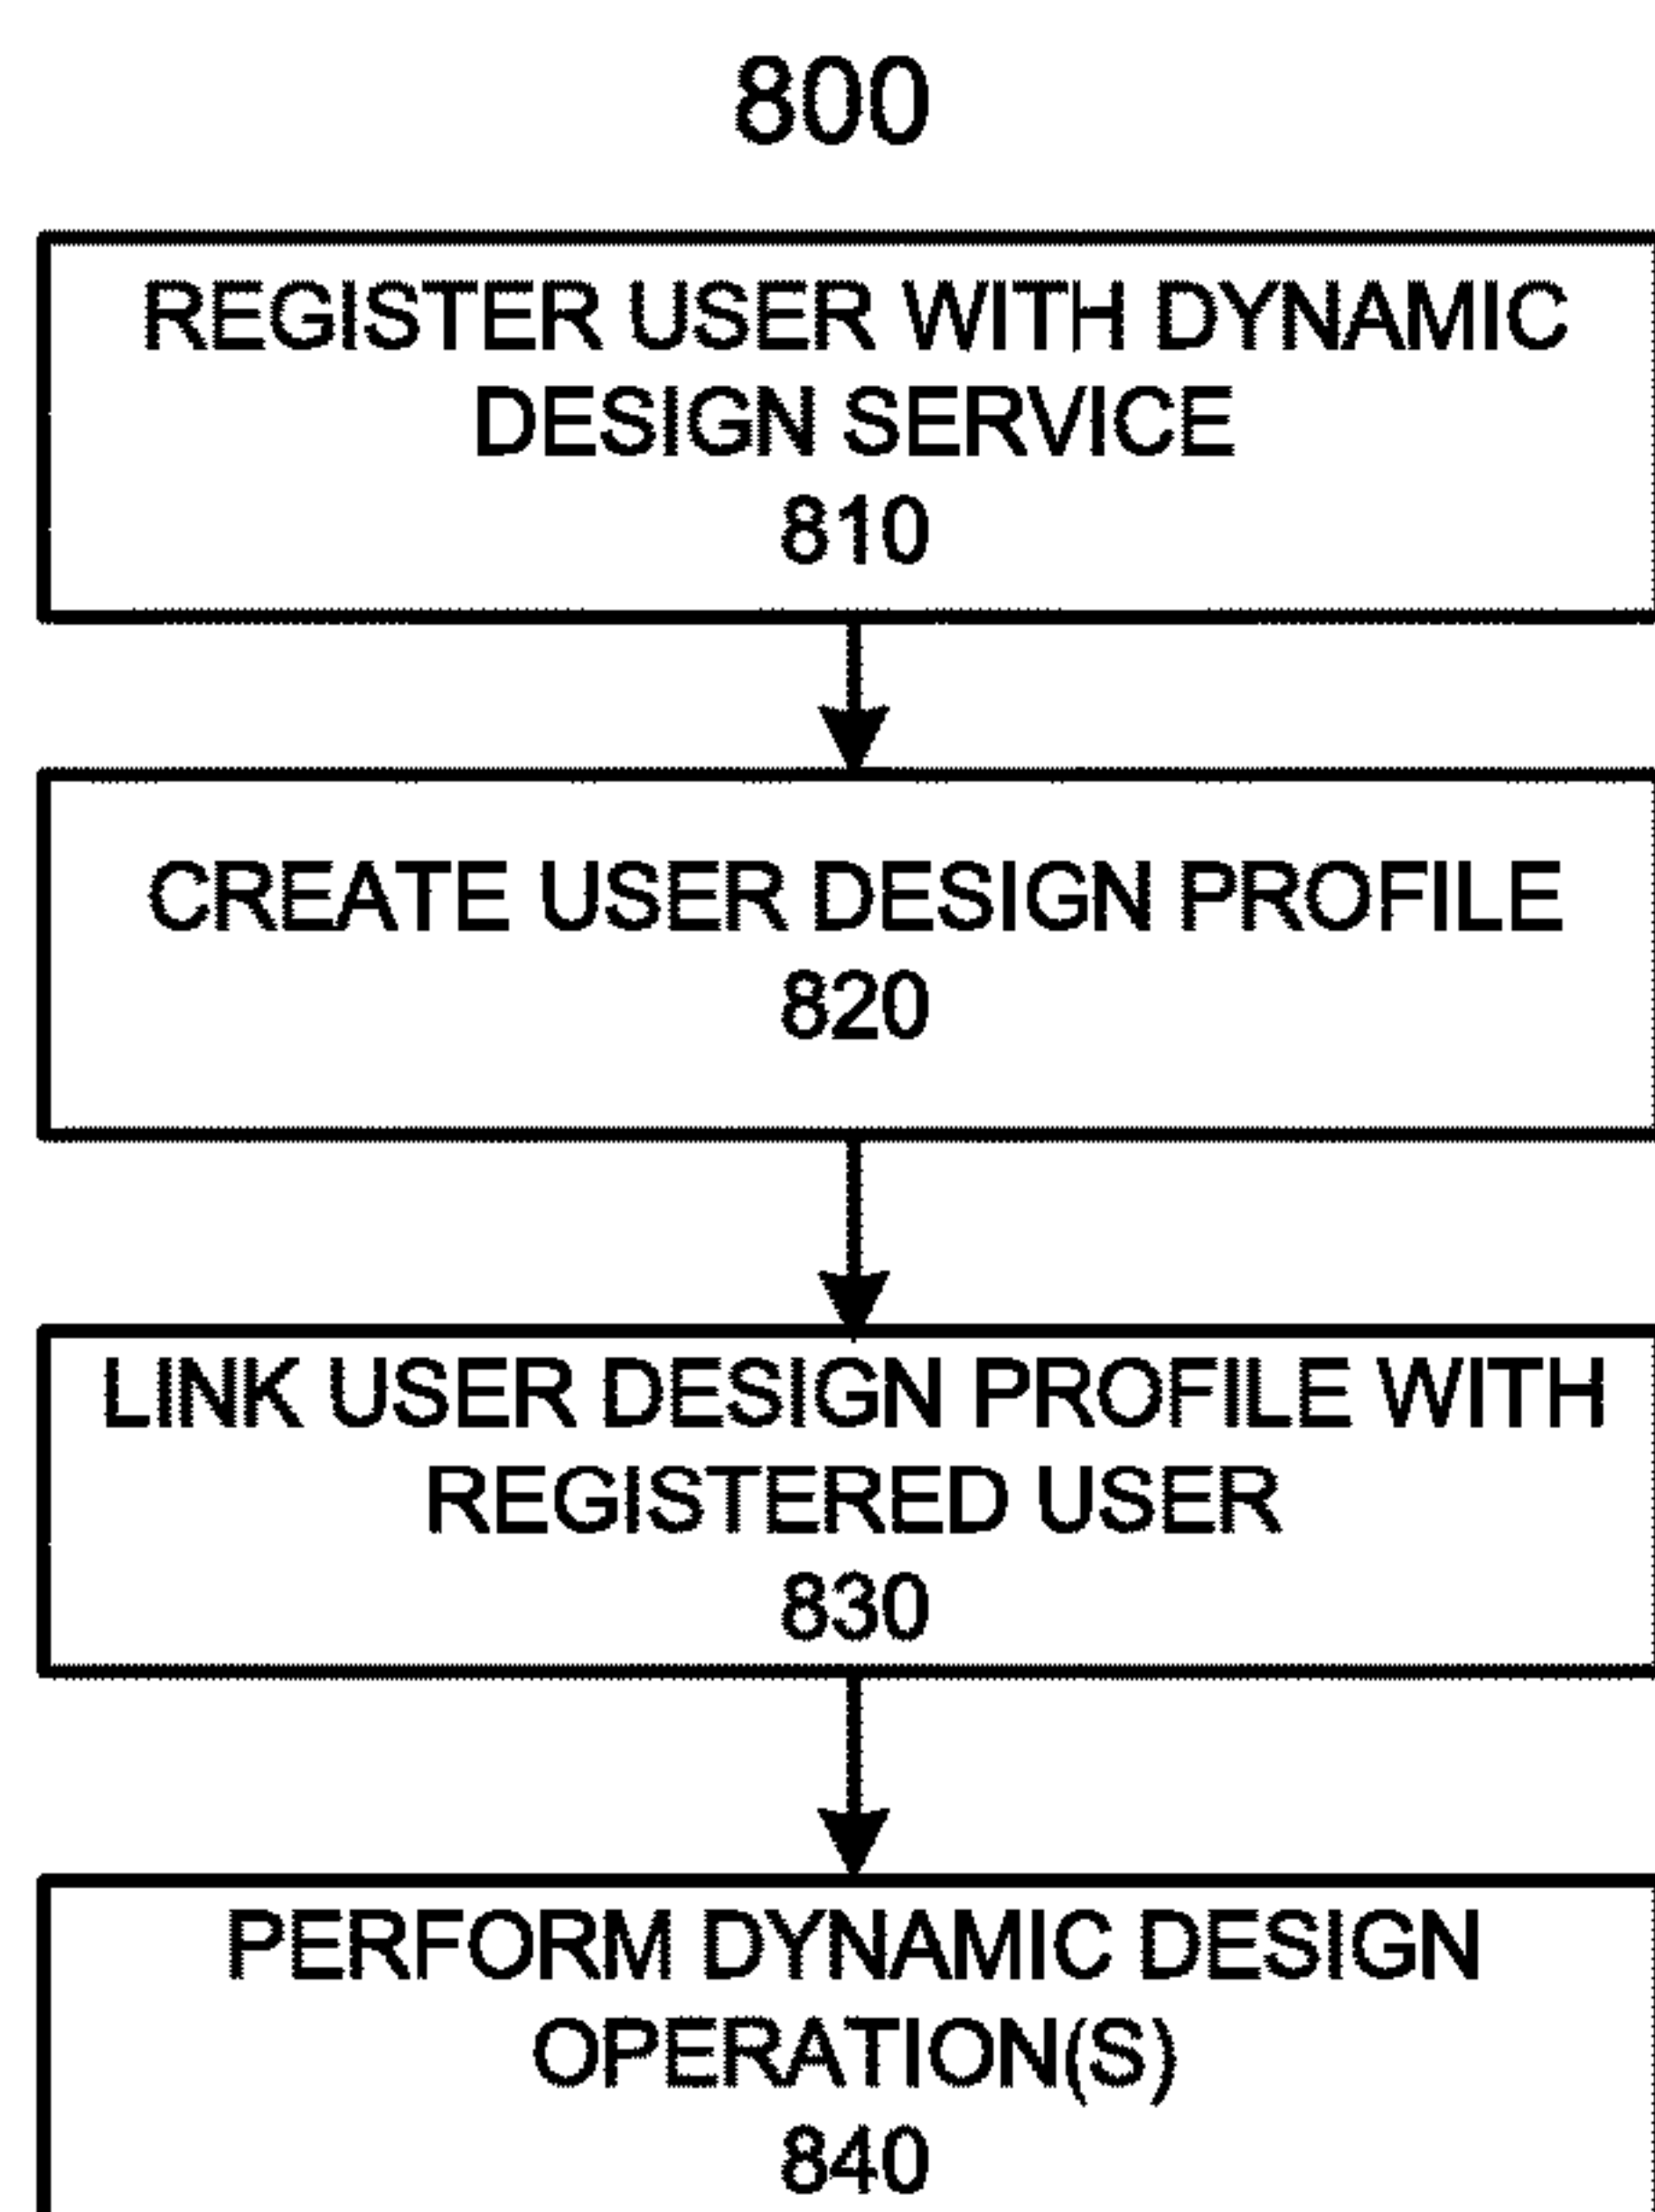 800
REGISTER USER WITH DYNAMIC
DESIGN SERVICE
810
CREATE USER DESIGN PROFILE
820
LINK USER DESIGN PROFILE WITH
REGISTERED USER
830
PERFORM DYNAMIC DESIGN
OPERATION(S)
840